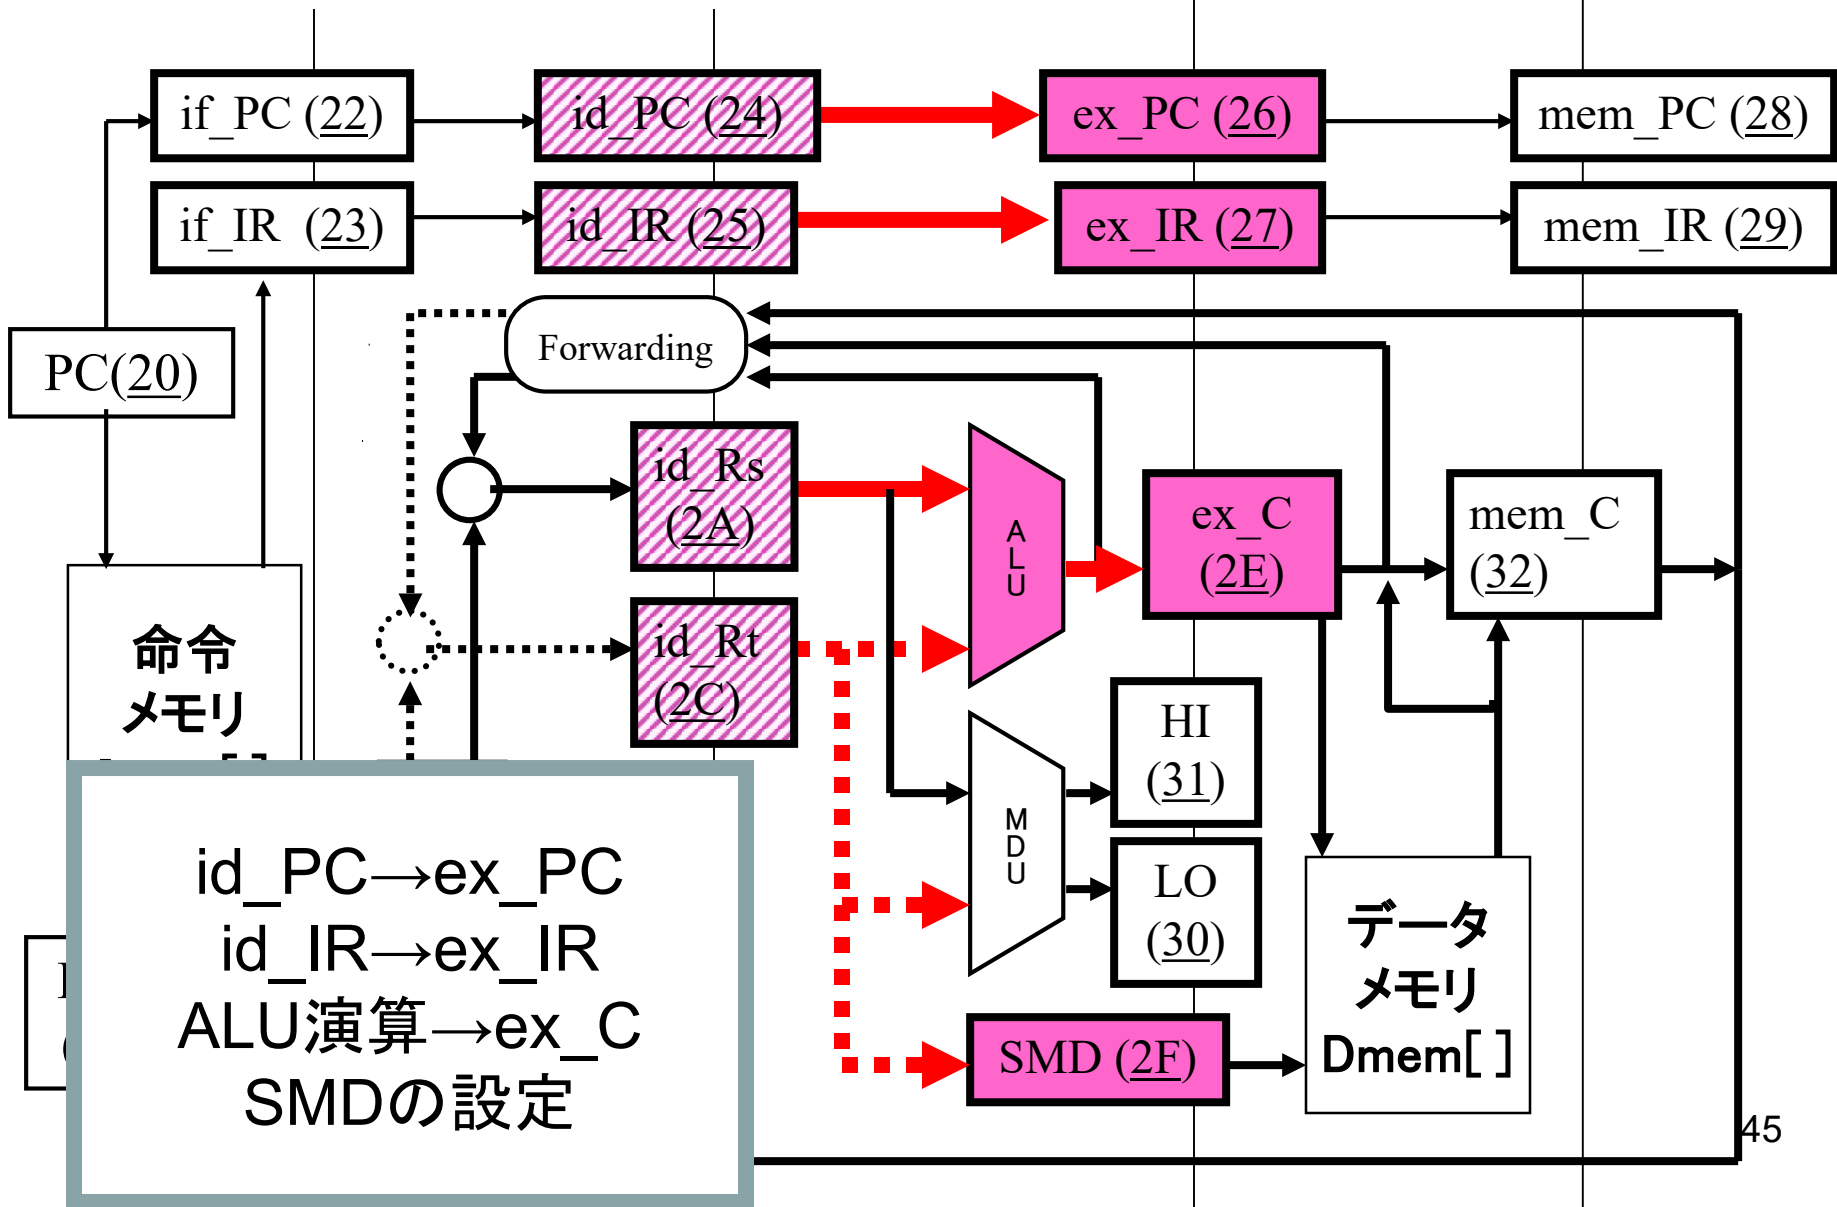 if_PC (22)
id_PC (24)
ex_PC (26)
mem_PC (28)
if_IR (23)
id_IR (25)
ex_IR (27)
mem_IR (29)
PC(20)
Forwarding
id_Rs
(2A)
ALU
ex_C
(2E)
mem_C
(32)
命令
メモリ
id_Rt
(2C)
HI
(31)
MDU
LO
(30)
データ
メモリ
Dmem[ ]
SMD (2F)
id_PC→ex_PC
id_IR→ex_IR
ALU演算→ex_C
SMDの設定
45